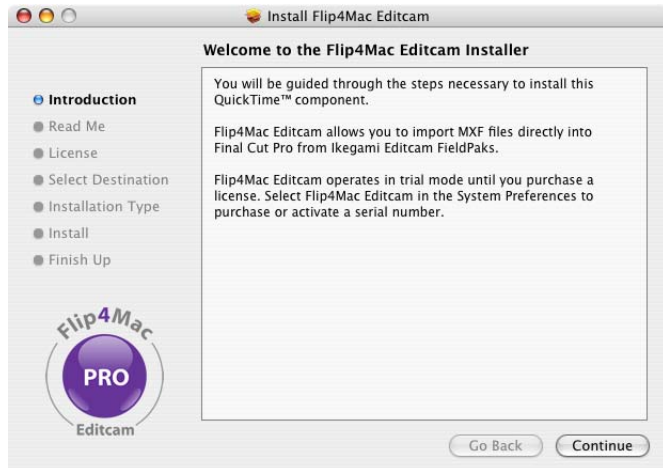 Install Flip4Mac Editcam
Welcome to the Flip4Mac Editcam Installer
Introduction
Read Me
License
Select Destination
Installation Type
Install
Finish Up
You will be guided through the steps necessary to install this
QuickTime™ component.
Flip4Mac Editcam allows you to import MXF files directly into
Final Cut Pro from Ikegami Editcam FieldPaks.
Flip4Mac Editcam operates in trial mode until you purchase a
license. Select Flip4Mac Editcam in the System Preferences to
purchase or activate a serial number.
Flip4Mac
PRO
Editcam
Go Back
Continue